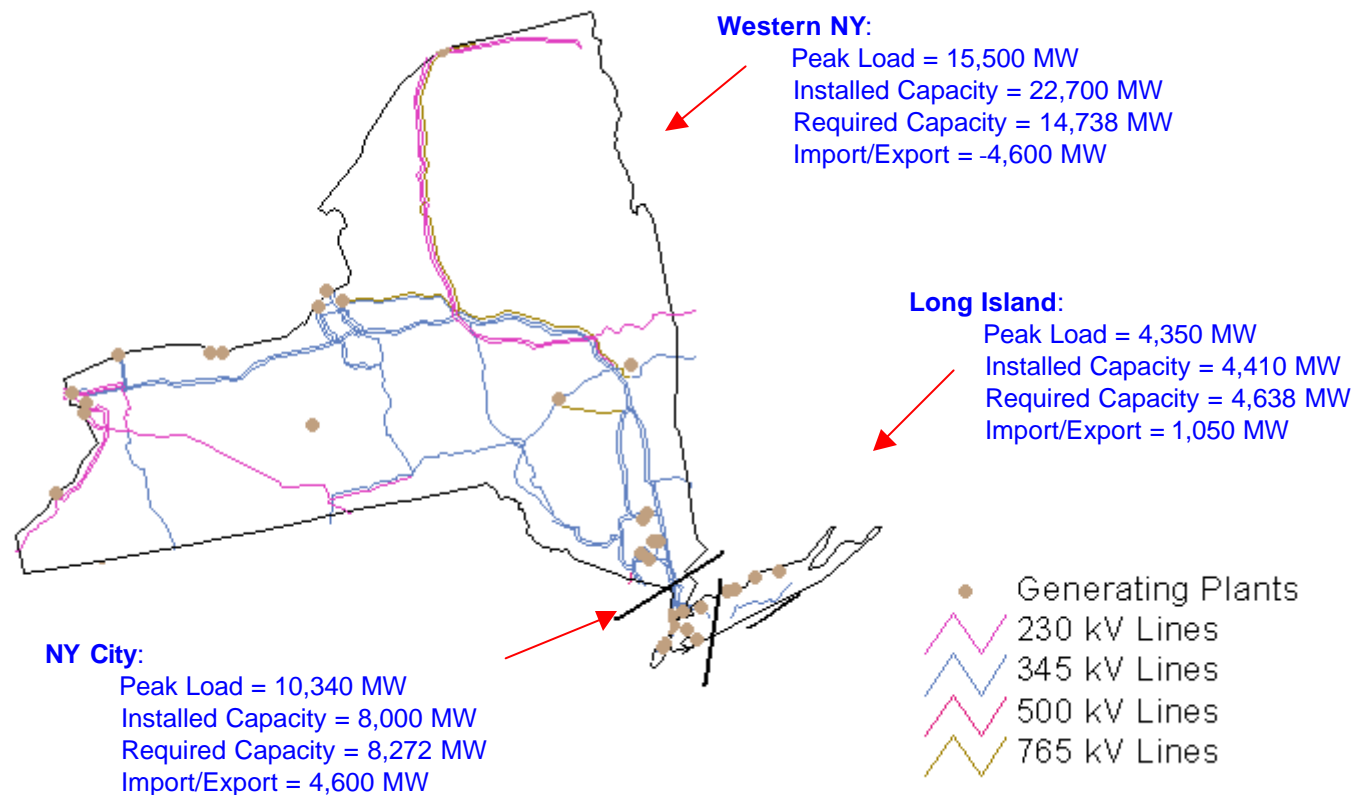 Western NY:
Peak Load = 15,500 MW
Installed Capacity = 22,700 MW
Required Capacity = 14,738 MW
Import/Export = -4,600 MW
Long Island:
Peak Load = 4,350 MW
Installed Capacity = 4,410 MW
Required Capacity = 4,638 MW
Import/Export = 1,050 MW
NY City:
Peak Load = 10,340 MW
Installed Capacity = 8,000 MW
Required Capacity = 8,272 MW
Import/Export = 4,600 MW
Generating Plants
230 kV Lines
345 kV Lines
500 kV Lines
765 kV Lines